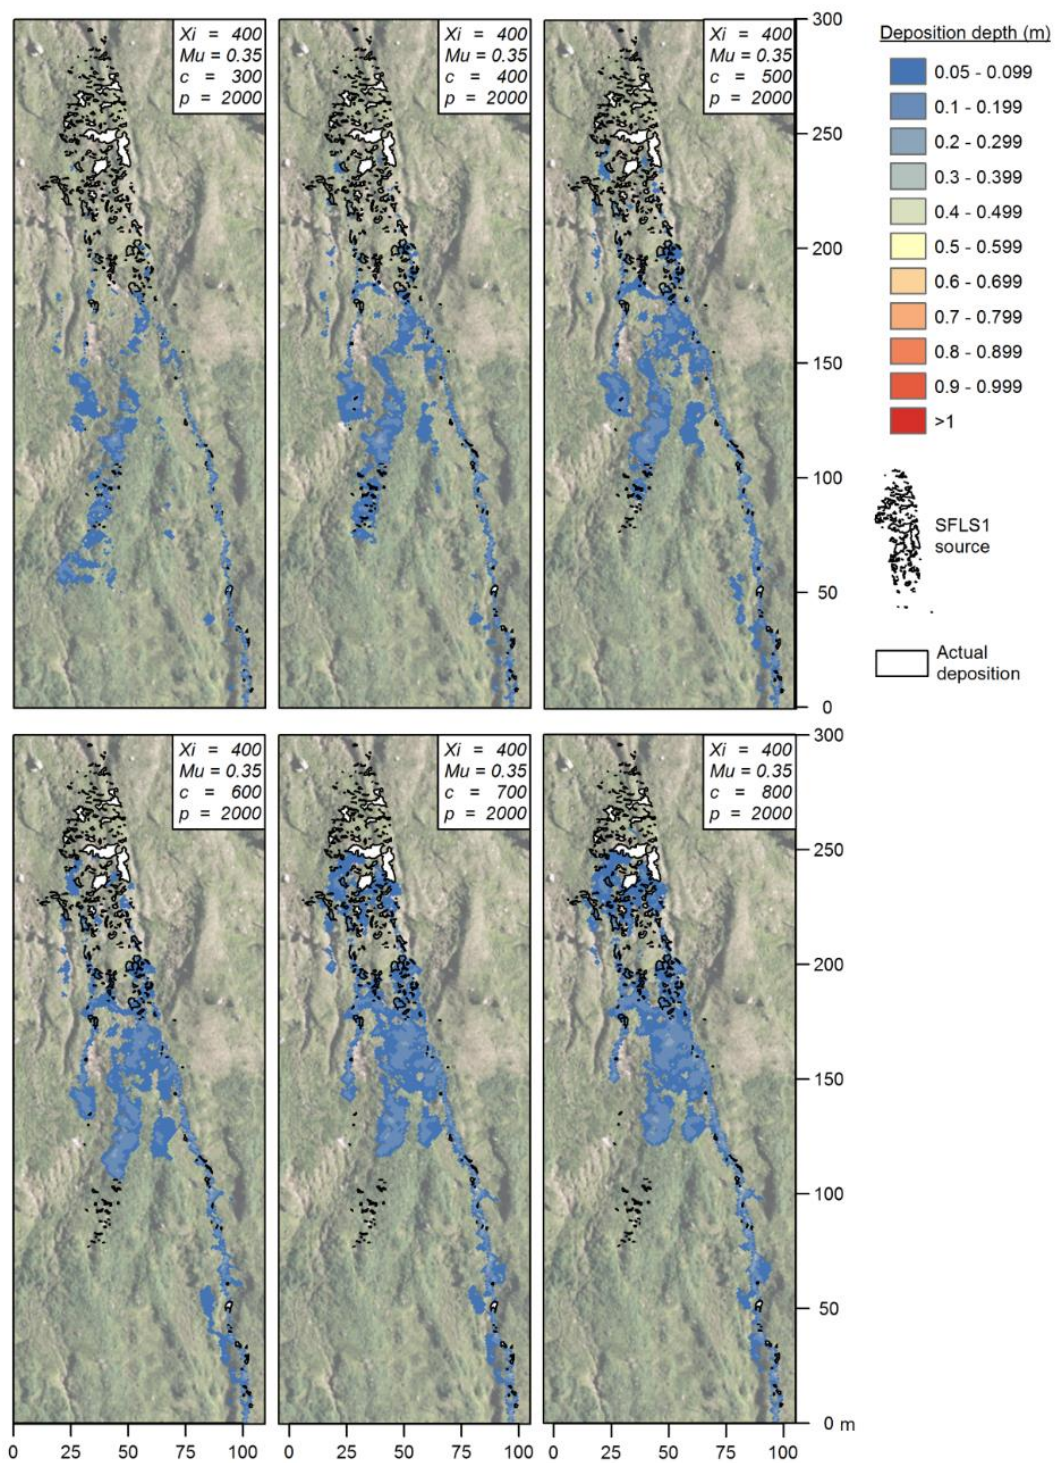 Xi = 400
Mu = 0.35
c = 300
p = 2000
Xi = 400
Mu = 0.35
c = 400
p = 2000
Xi = 400
Mu = 0.35
c = 500
p = 2000
300
250
200
150
100
50
0
Deposition depth (m)
0.05 - 0.099
0.1 - 0.199
0.2 - 0.299
0.3 - 0.399
0.4 - 0.499
0.5 - 0.599
0.6 - 0.699
0.7 - 0.799
0.8 - 0.899
0.9 - 0.999
>1
SFLS1
source
Actual
deposition
Xi = 400
Mu = 0.35
c = 600
p = 2000
Xi = 400
Mu = 0.35
c = 700
p = 2000
Xi = 400
Mu = 0.35
c = 800
p = 2000
300
250
200
150
100
50
0 m
0 25 50 75 100
0 25 50 75 100
0 25 50 75 100